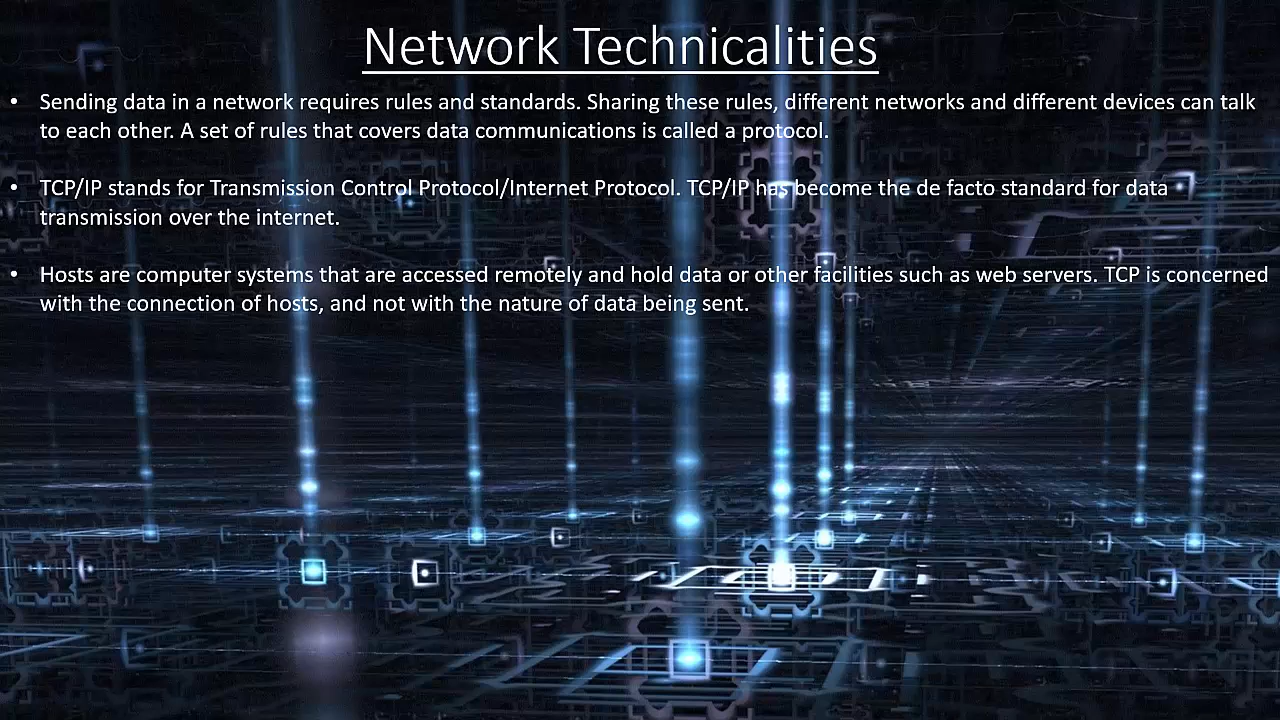 Network Technicalities
• Sending data in a network requires rules and standards. Sharing these rules, different networks and different devices can talk
to each other. A set of rules that covers data communications is called a protocol.
• TCP/IP stands for Transmission Control Protocol/Internet Protocol. TCP/IP has become the de facto standard for data
transmission over the internet.
• Hosts are computer systems that are accessed remotely and hold data or other facilities such as web servers. TCP is concerned
with the connection of hosts, and not with the nature of data being sent.